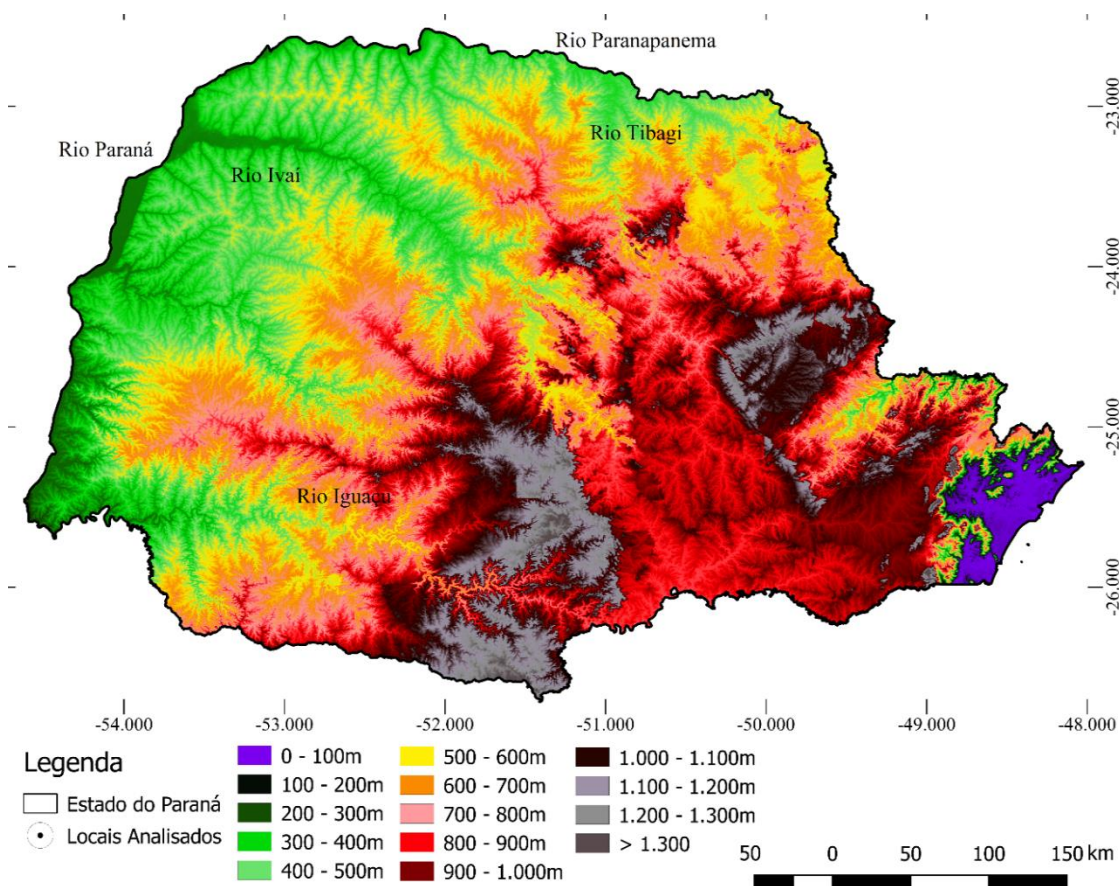 Rio Paranapanema
-23.000
Rio Tibagi
Rio Paraná
Rio Ivai
-24.000
-25.000
Rio Iguaçu
-26.000
-54.000 -53.000 -52.000 -51.000 -50.000 -49.000 -48.000
Legenda
Estado do Paraná
Locais Analisados
0 - 100m
100 - 200m
200 - 300m
300 - 400m
400 - 500m
500 - 600m
600 - 700m
700 - 800m
800 - 900m
900 - 1.000m
1.000 - 1.100m
1.100 - 1.200m
1.200 - 1.300m
> 1.300
50 0 50 100 150 km